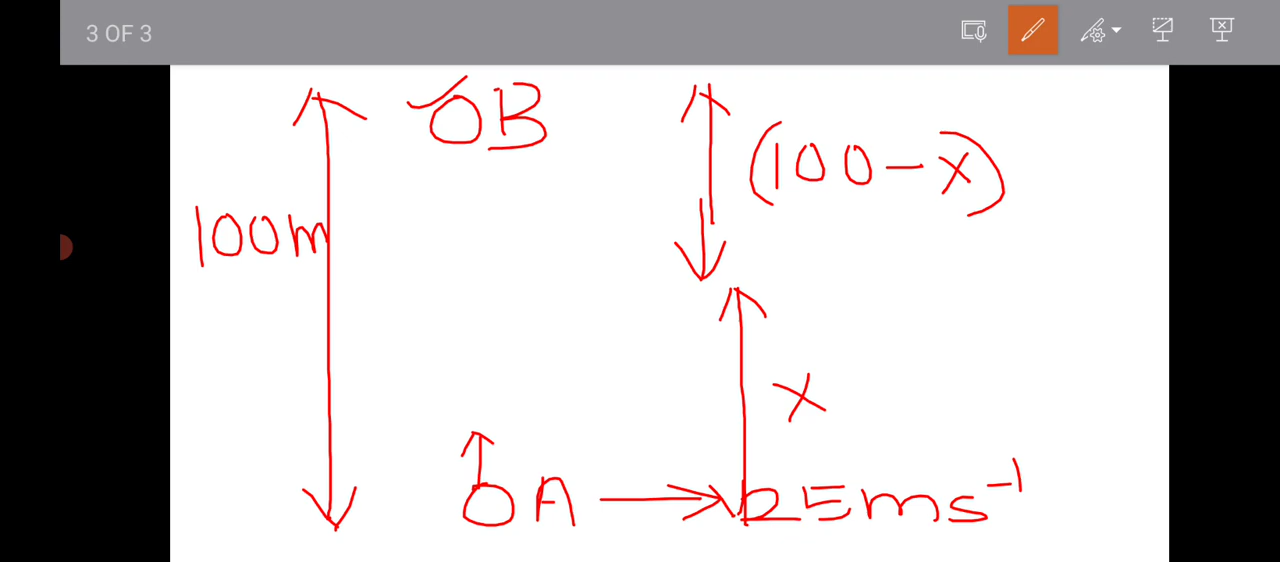 3 OF 3
OB
(100-x)
100m
x
OA → 25ms⁻¹